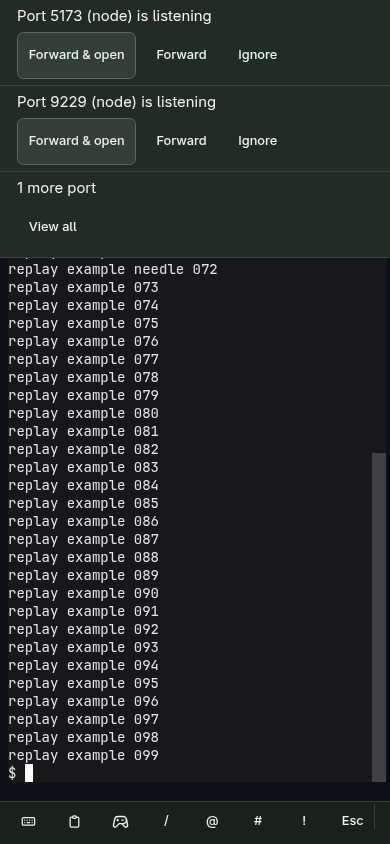 Port 5173 (node) is listening
Forward & open Forward Ignore
Port 9229 (node) is listening
Forward & open Forward Ignore
1 more port
View all
replay example needle 072
replay example 073
replay example 074
replay example 075
replay example 076
replay example 077
replay example 078
replay example 079
replay example 080
replay example 081
replay example 082
replay example 083
replay example 084
replay example 085
replay example 086
replay example 087
replay example 088
replay example 089
replay example 090
replay example 091
replay example 092
replay example 093
replay example 094
replay example 095
replay example 096
replay example 097
replay example 098
replay example 099
$
/ @ # ! Esc